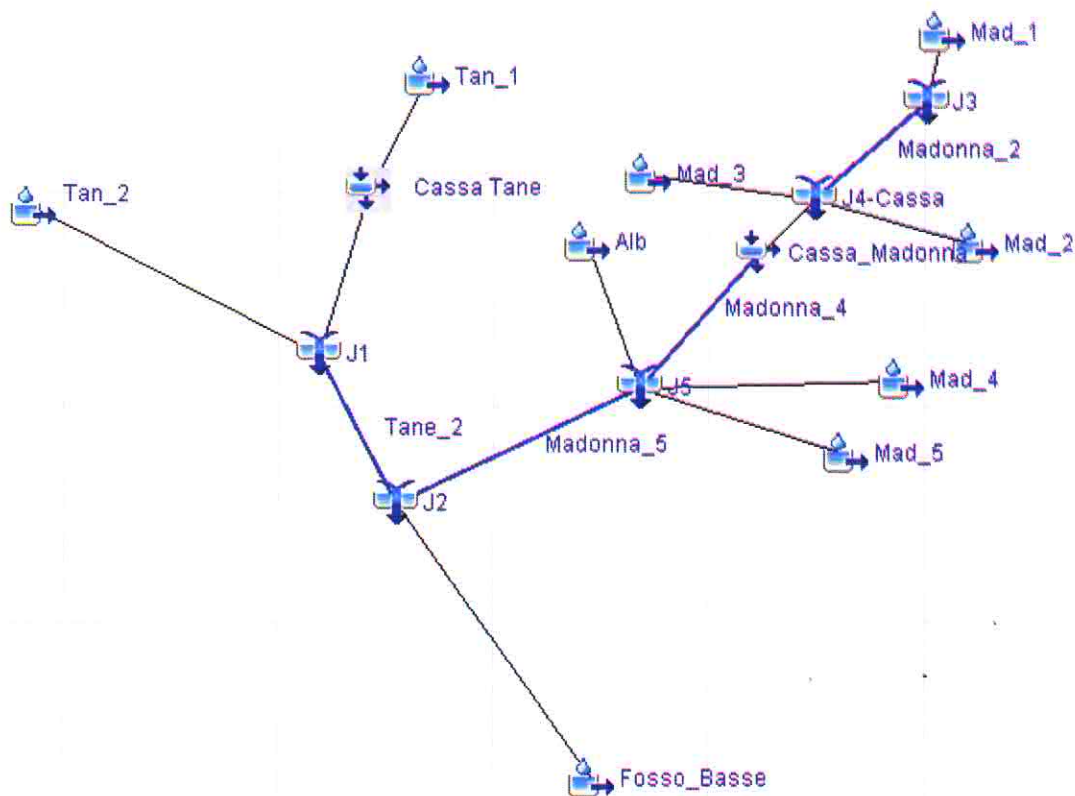 Mad_1
Tan_1
J3
Madonna_2
Mad_3
Cassa Tane
Tan_2
J4-Cassa
Alb
Cassa_Madonna
Mad_2
Madonna_4
J1
J5
Mad_4
Tane_2
Madonna_5
Mad_5
J2
Fosso_Basse